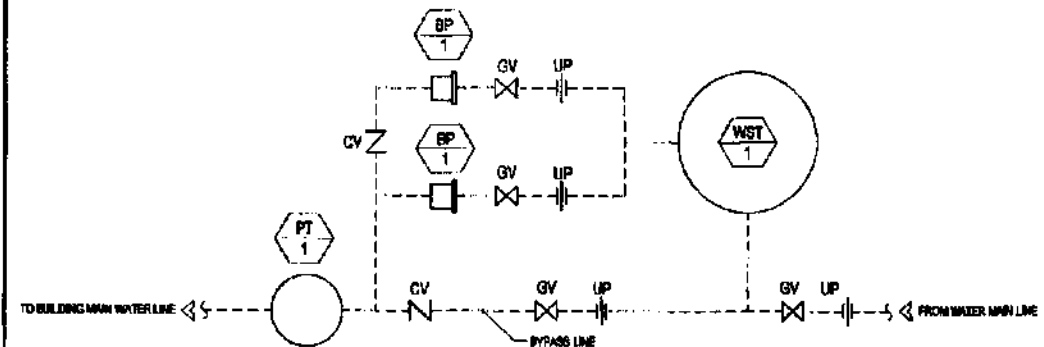 BP
1
GV UP
CV
BP
1
GV UP
WST
1
PT
1
TO BUILDING MAIN WATER LINE
CV GV UP
GV UP
FROM WATER MAIN LINE
BYPASS LINE